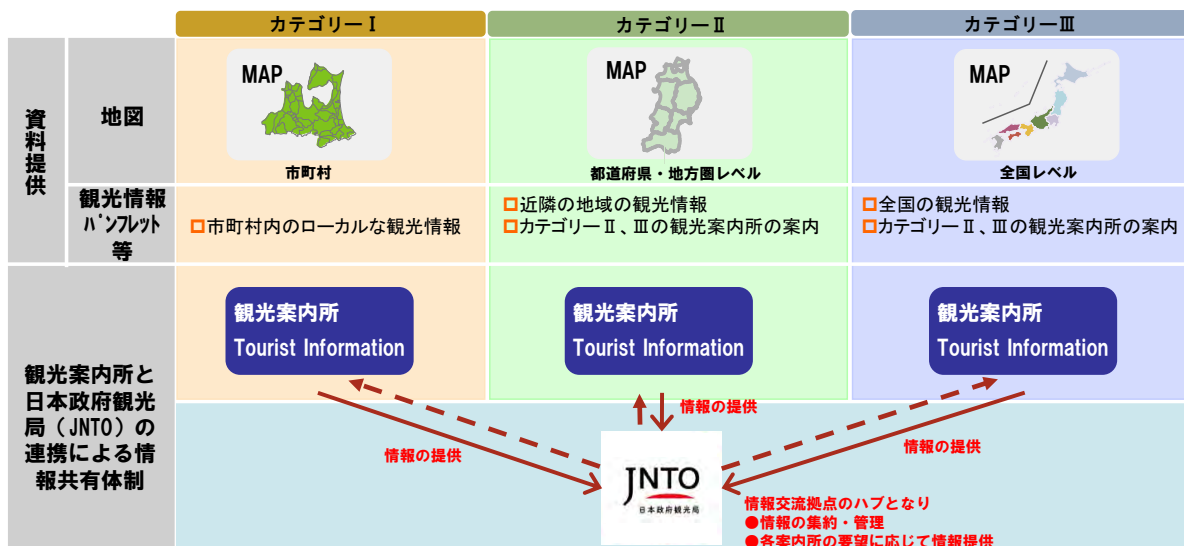 カテゴリーⅠ
カテゴリーⅡ
カテゴリーⅢ
資料提供
地図
MAP
市町村
MAP
都道府県・地方圏レベル
MAP
全国レベル
観光情報
パンフレット
等
市町村内のローカルな観光情報
近隣の地域の観光情報
カテゴリーⅡ、Ⅲの観光案内所の案内
全国の観光情報
カテゴリーⅡ、Ⅲの観光案内所の案内
観光案内所と
日本政府観光
局（JNTO）の
連携による情
報共有体制
観光案内所
Tourist Information
観光案内所
Tourist Information
観光案内所
Tourist Information
情報の提供
情報の提供
情報の提供
JNTO
日本政府観光局
情報交流拠点のハブとなり
●情報の集約・管理
●各案内所の要望に応じて情報提供